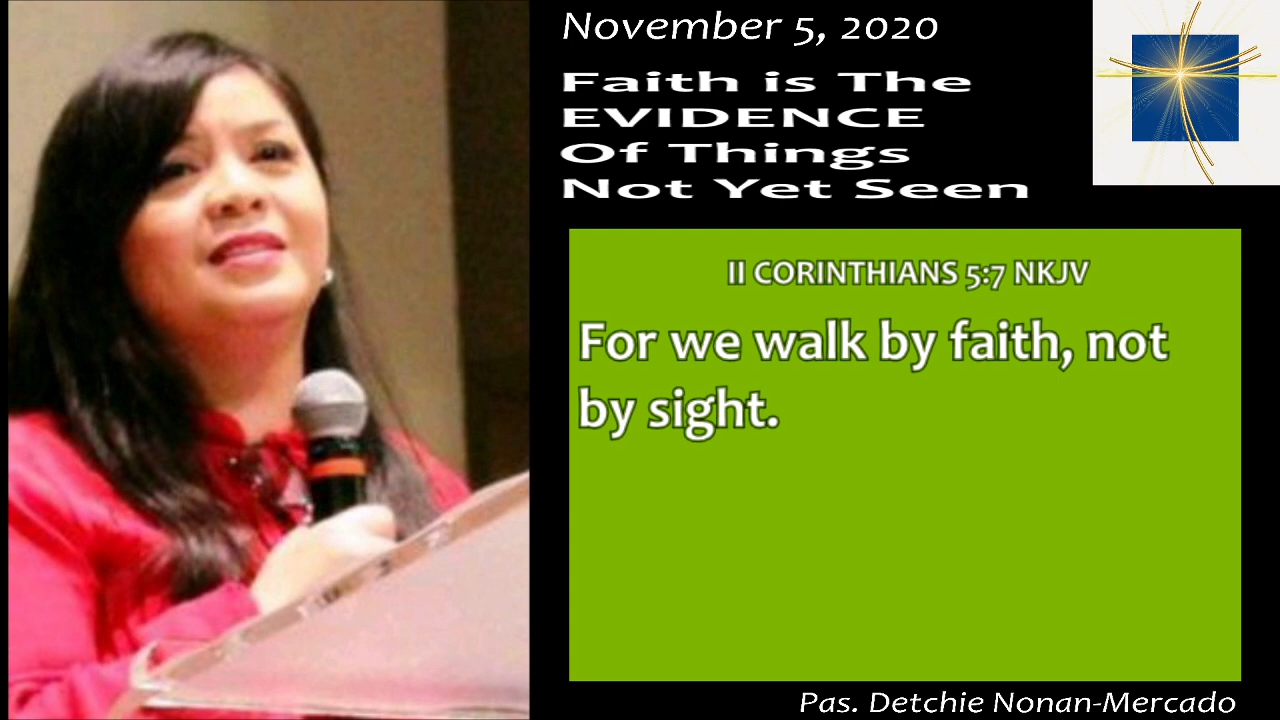 November 5, 2020
Faith is The
EVIDENCE
Of Things
Not Yet Seen
II CORINTHIANS 5:7 NKJV
For we walk by faith, not
by sight.
Pas. Detchie Nonan-Mercado